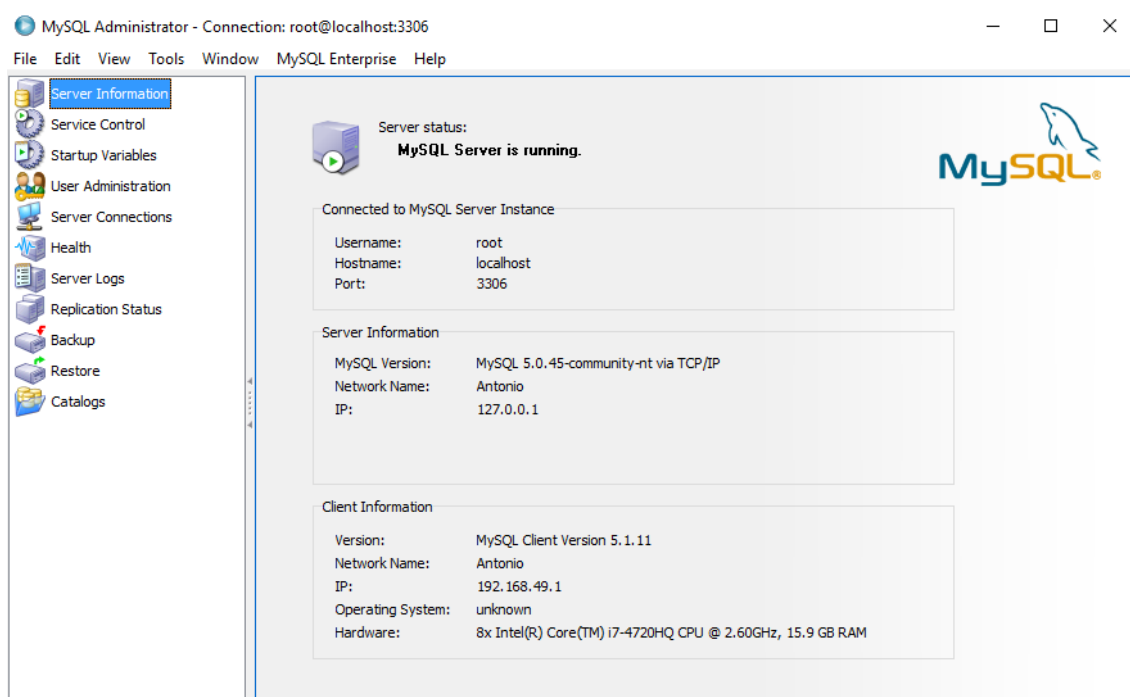 MySQL Administrator - Connection: root@localhost:3306
File Edit View Tools Window MySQL Enterprise Help
Server Information
Service Control
Startup Variables
User Administration
Server Connections
Health
Server Logs
Replication Status
Backup
Restore
Catalogs
Server status:
MySQL Server is running.
MySQL®
Connected to MySQL Server Instance
Username: root
Hostname: localhost
Port: 3306
Server Information
MySQL Version: MySQL 5.0.45-community-nt via TCP/IP
Network Name: Antonio
IP: 127.0.0.1
Client Information
Version: MySQL Client Version 5.1.11
Network Name: Antonio
IP: 192.168.49.1
Operating System: unknown
Hardware: 8x Intel(R) Core(TM) i7-4720HQ CPU @ 2.60GHz, 15.9 GB RAM